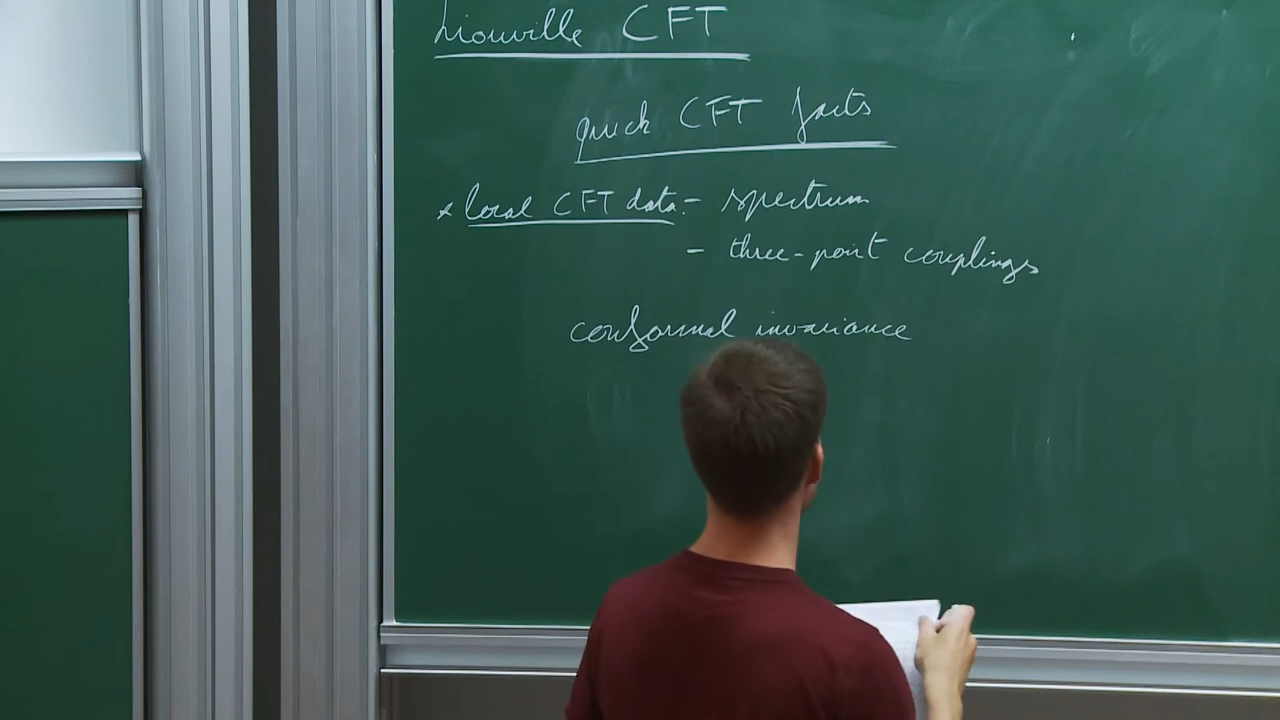 Liouville CFT
quick CFT facts
x local CFT data: - spectrum
- three-point couplings
conformal invariance